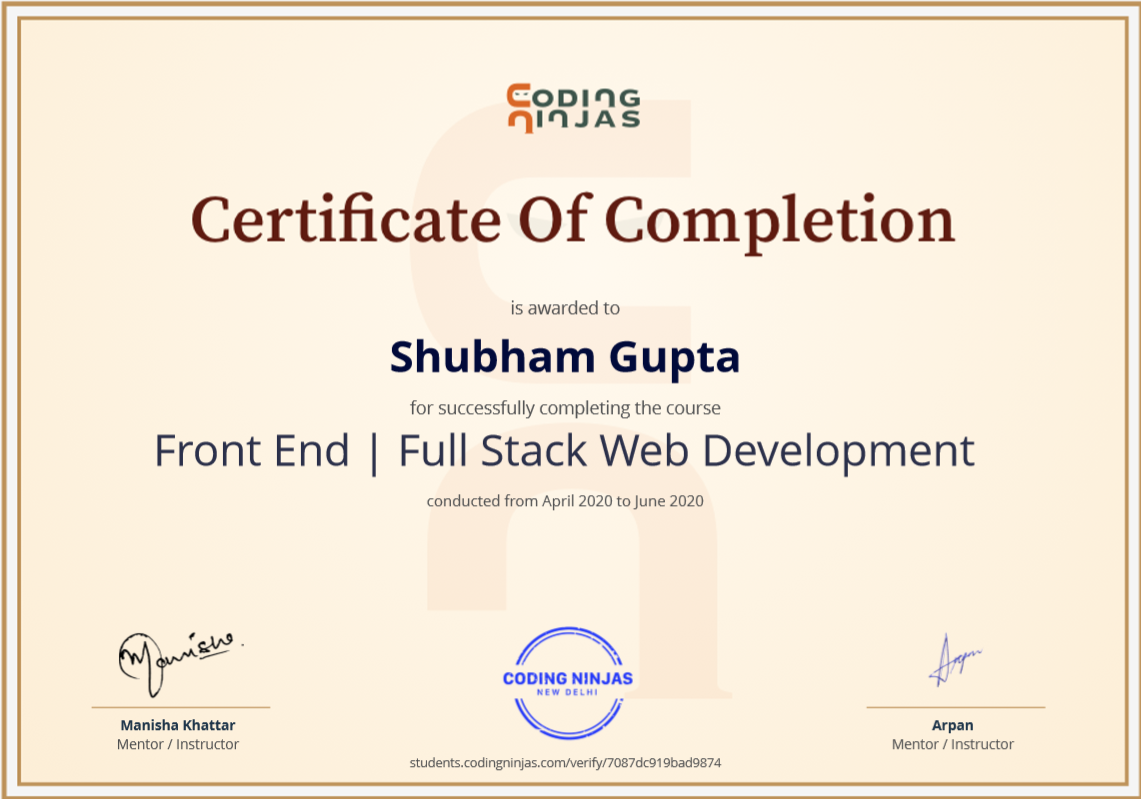 CODING
NINJAS
Certificate Of Completion
is awarded to
Shubham Gupta
for successfully completing the course
Front End | Full Stack Web Development
conducted from April 2020 to June 2020
Manisha.
Arpan
CODING NINJAS
NEW DELHI
Manisha Khattar
Arpan
Mentor / Instructor
Mentor / Instructor
students.codingninjas.com/verify/7087dc919bad9874